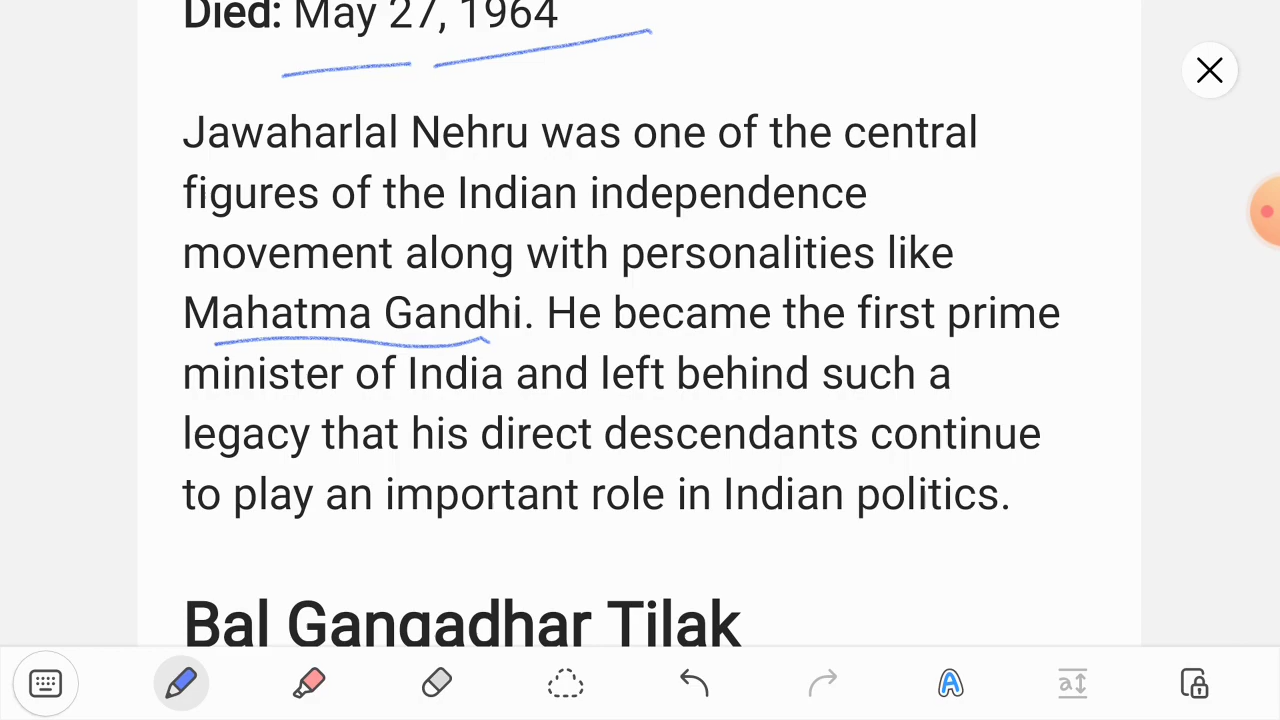 Died: May 27, 1964
Jawaharlal Nehru was one of the central
figures of the Indian independence
movement along with personalities like
Mahatma Gandhi. He became the first prime
minister of India and left behind such a
legacy that his direct descendants continue
to play an important role in Indian politics.
Bal Gangadhar Tilak
A
a